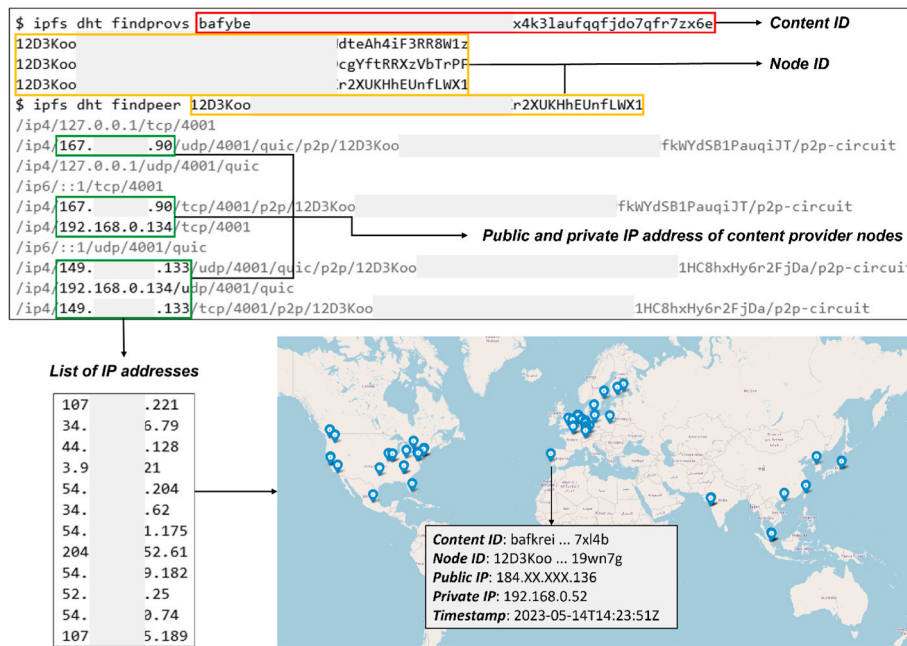 $ ipfs dht findprovs bafybe x4k3laufqqfjdo7qfr7zx6e Content ID
12D3Koo dteAh4iF3RR8W1z
12D3Koo cgYftRRXzVbTrPF Node ID
12D3Koo r2XUKHhEUnfLWX1
$ ipfs dht findpeer 12D3Koo r2XUKHhEUnfLWX1
/ip4/127.0.0.1/tcp/4001
/ip4/167. .90/udp/4001/quic/p2p/12D3Koo fkWYdSB1PauqiJT/p2p-circuit
/ip4/127.0.0.1/udp/4001/quic
/ip6/::1/tcp/4001
/ip4/167. .90/tcp/4001/p2p/12D3Koo fkWYdSB1PauqiJT/p2p-circuit
/ip4/192.168.0.134/tcp/4001
/ip6/::1/udp/4001/quic Public and private IP address of content provider nodes
/ip4/149. .133/udp/4001/quic/p2p/12D3Koo 1HC8hxHy6r2FjDa/p2p-circuit
/ip4/192.168.0.134/udp/4001/quic
/ip4/149. .133/tcp/4001/p2p/12D3Koo 1HC8hxHy6r2FjDa/p2p-circuit
List of IP addresses
107 .221
34. 6.79
44. .128
3.9 21
54. .204
34. .62
54. 1.175
204 52.61
54. 9.182
52. .25
54. 0.74
107 5.189
Content ID: bafkrei ... 7xl4b
Node ID: 12D3Koo ... 19wn7g
Public IP: 184.XX.XXX.136
Private IP: 192.168.0.52
Timestamp: 2023-05-14T14:23:51Z